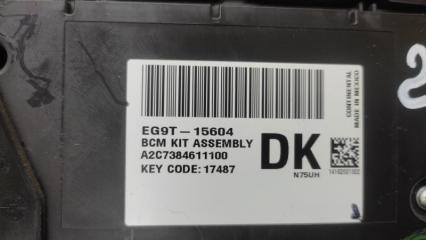 EG9T-15604
BCM KIT ASSEMBLY
A2C7384611100
KEY CODE: 17487
DK
N75UH
CONTINENTAL
MADE IN MEXICO